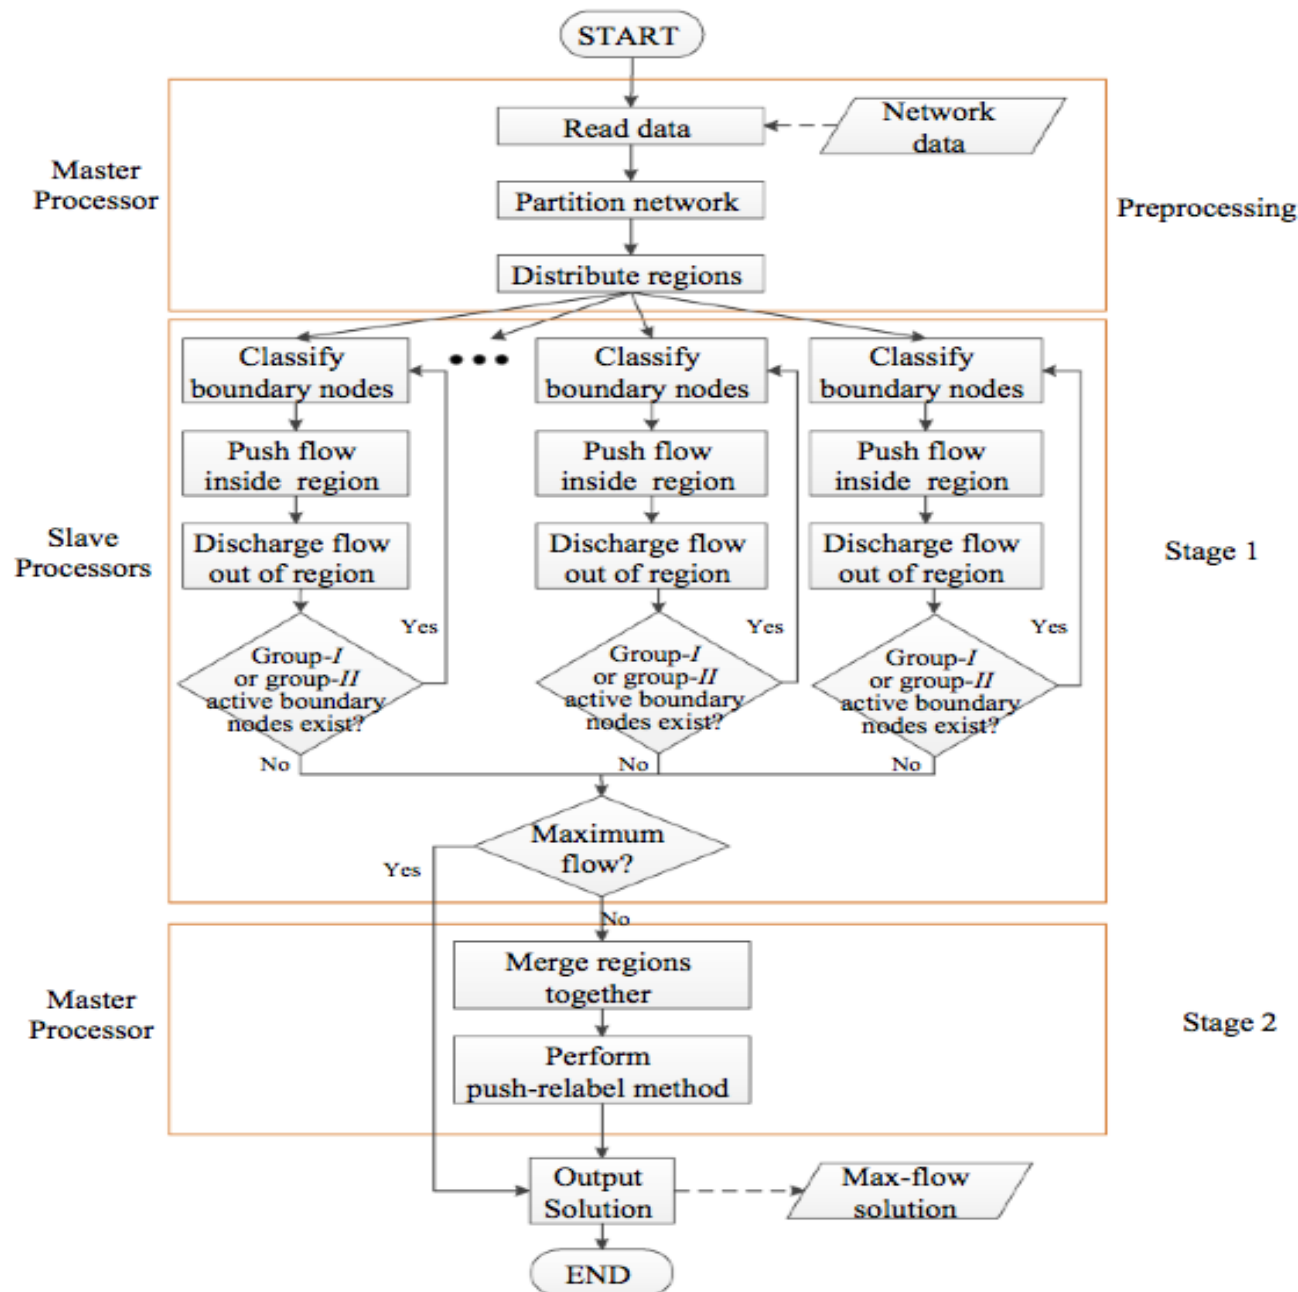 START
Read data
Network
data
Master
Processor
Partition network
Preprocessing
Distribute regions
Classify
boundary nodes
•••
Classify
boundary nodes
Classify
boundary nodes
Push flow
inside region
Push flow
inside region
Push flow
inside region
Slave
Processors
Discharge flow
out of region
Discharge flow
out of region
Discharge flow
out of region
Stage 1
Group-I
or group-II
active boundary
nodes exist?
Yes
Group-I
or group-II
active boundary
nodes exist?
Yes
Group-I
or group-II
active boundary
nodes exist?
Yes
No
No
No
Maximum
flow?
Yes
No
Master
Processor
Merge regions
together
Stage 2
Perform
push-relabel method
Output
Solution
Max-flow
solution
END